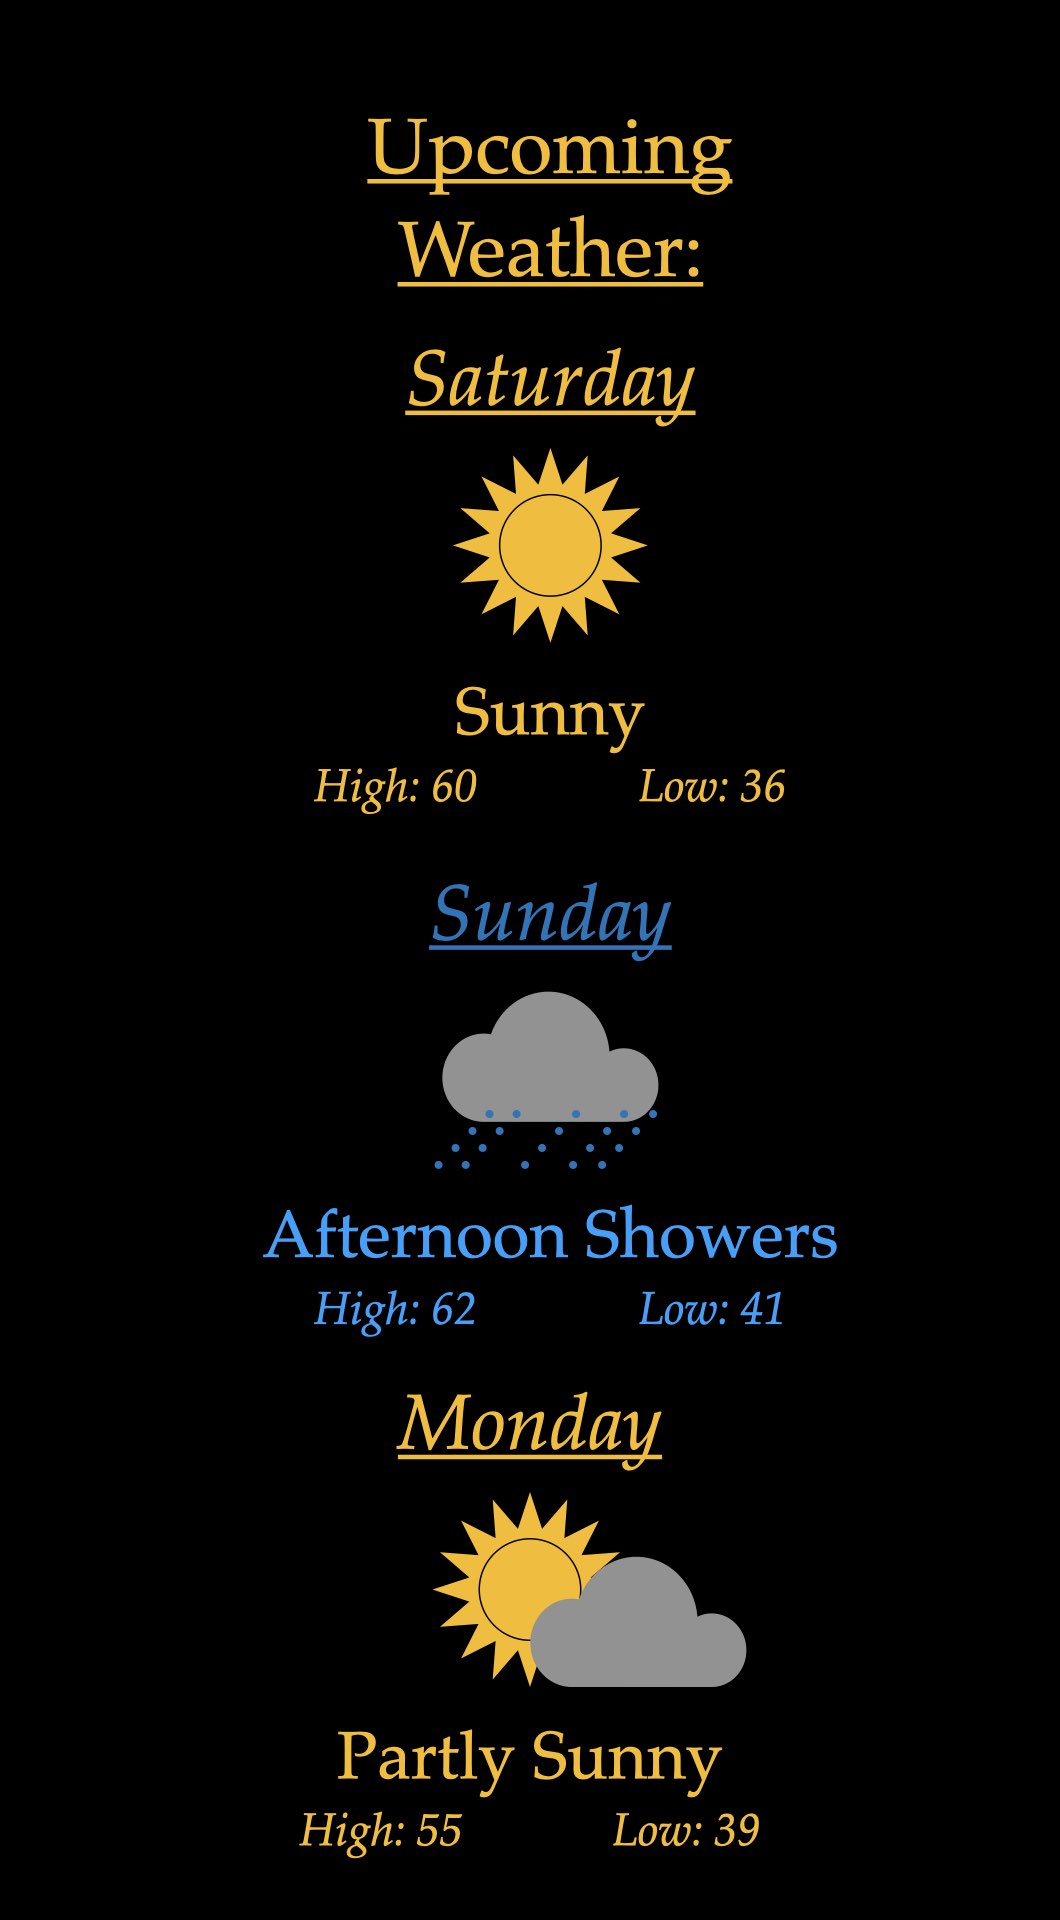 Upcoming
Weather:
Saturday
Sunny
High: 60 Low: 36
Sunday
Afternoon Showers
High: 62 Low: 41
Monday
Partly Sunny
High: 55 Low: 39